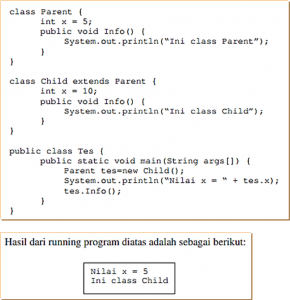 class Parent {
int x = 5;
public void Info() {
System.out.println(“Ini class Parent”);
}
}
class Child extends Parent {
int x = 10;
public void Info() {
System.out.println(“Ini class Child”);
}
}
public class Tes {
public static void main(String args[]) {
Parent tes=new Child();
System.out.println(“Nilai x = “ + tes.x);
tes.Info();
}
}
Hasil dari running program diatas adalah sebagai berikut:
Nilai x = 5
Ini class Child